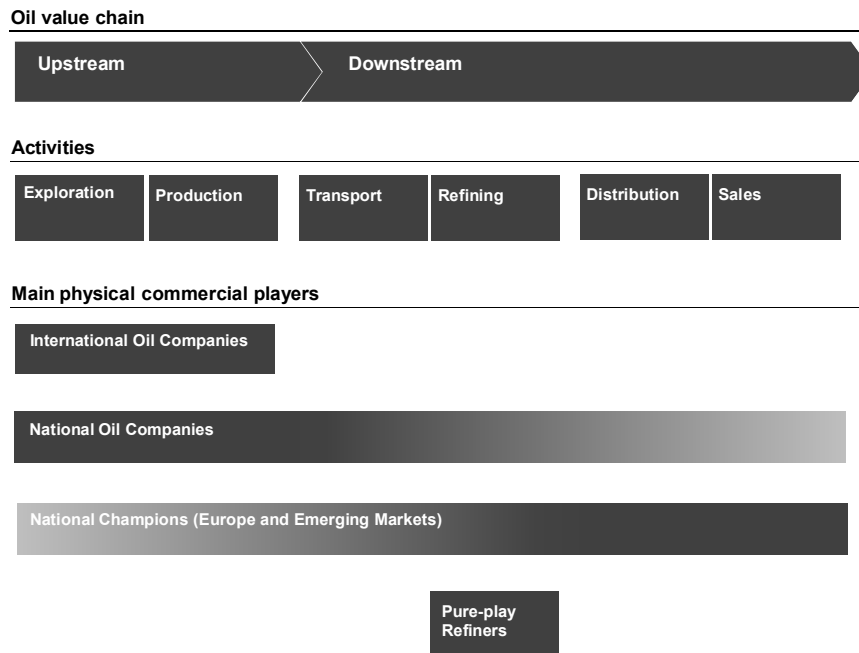 Oil value chain
Upstream
Downstream
Activities
Exploration
Production
Transport
Refining
Distribution
Sales
Main physical commercial players
International Oil Companies
National Oil Companies
National Champions (Europe and Emerging Markets)
Pure-play
Refiners